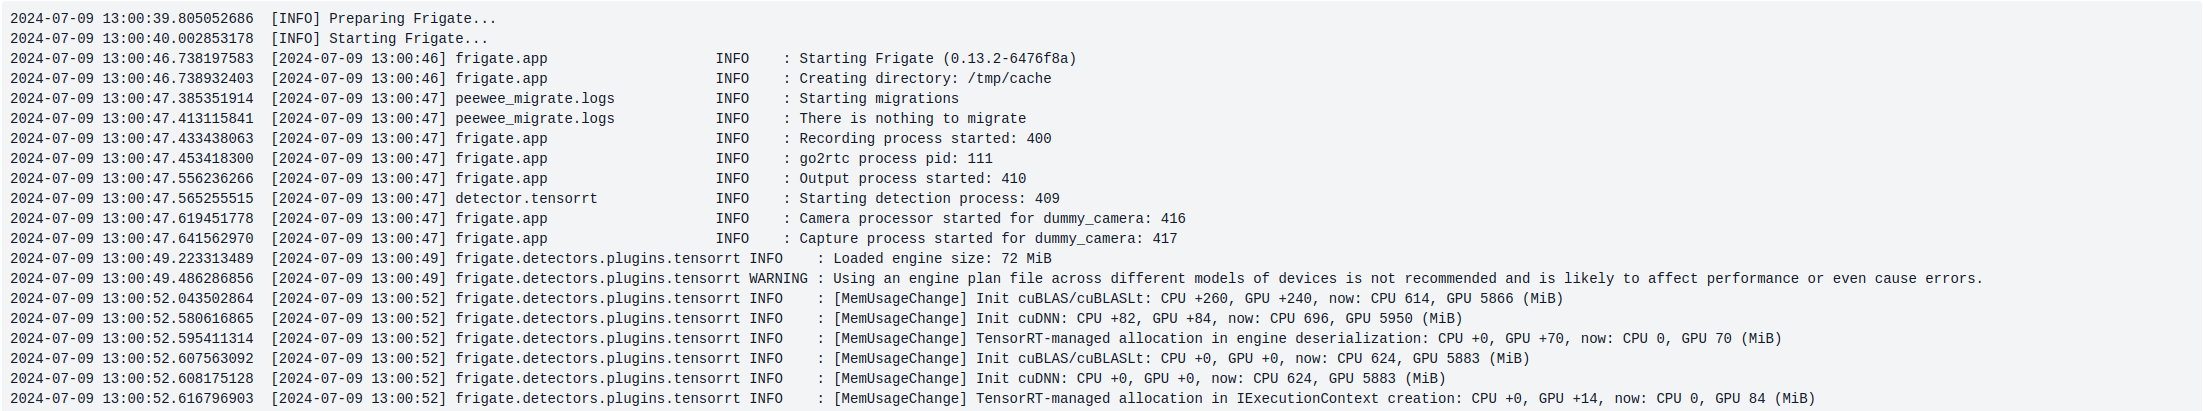 2024-07-09 13:00:39.805052686  [INFO] Preparing Frigate...
2024-07-09 13:00:40.002853178  [INFO] Starting Frigate...
2024-07-09 13:00:46.738197583  [2024-07-09 13:00:46] frigate.app                    INFO    : Starting Frigate (0.13.2-6476f8a)
2024-07-09 13:00:46.738932403  [2024-07-09 13:00:46] frigate.app                    INFO    : Creating directory: /tmp/cache
2024-07-09 13:00:47.385351914  [2024-07-09 13:00:47] peewee_migrate.logs            INFO    : Starting migrations
2024-07-09 13:00:47.413115841  [2024-07-09 13:00:47] peewee_migrate.logs            INFO    : There is nothing to migrate
2024-07-09 13:00:47.433438063  [2024-07-09 13:00:47] frigate.app                    INFO    : Recording process started: 400
2024-07-09 13:00:47.453418300  [2024-07-09 13:00:47] frigate.app                    INFO    : go2rtc process pid: 111
2024-07-09 13:00:47.556236266  [2024-07-09 13:00:47] frigate.app                    INFO    : Output process started: 410
2024-07-09 13:00:47.565255515  [2024-07-09 13:00:47] detector.tensorrt              INFO    : Starting detection process: 409
2024-07-09 13:00:47.619451778  [2024-07-09 13:00:47] frigate.app                    INFO    : Camera processor started for dummy_camera: 416
2024-07-09 13:00:47.641562970  [2024-07-09 13:00:47] frigate.app                    INFO    : Capture process started for dummy_camera: 417
2024-07-09 13:00:49.223313489  [2024-07-09 13:00:49] frigate.detectors.plugins.tensorrt INFO    : Loaded engine size: 72 MiB
2024-07-09 13:00:49.486286856  [2024-07-09 13:00:49] frigate.detectors.plugins.tensorrt WARNING : Using an engine plan file across different models of devices is not recommended and is likely to affect performance or even cause errors.
2024-07-09 13:00:52.043502864  [2024-07-09 13:00:52] frigate.detectors.plugins.tensorrt INFO    : [MemUsageChange] Init cuBLAS/cuBLASLt: CPU +260, GPU +240, now: CPU 614, GPU 5866 (MiB)
2024-07-09 13:00:52.580616865  [2024-07-09 13:00:52] frigate.detectors.plugins.tensorrt INFO    : [MemUsageChange] Init cuDNN: CPU +82, GPU +84, now: CPU 696, GPU 5950 (MiB)
2024-07-09 13:00:52.595411314  [2024-07-09 13:00:52] frigate.detectors.plugins.tensorrt INFO    : [MemUsageChange] TensorRT-managed allocation in engine deserialization: CPU +0, GPU +70, now: CPU 0, GPU 70 (MiB)
2024-07-09 13:00:52.607563092  [2024-07-09 13:00:52] frigate.detectors.plugins.tensorrt INFO    : [MemUsageChange] Init cuBLAS/cuBLASLt: CPU +0, GPU +0, now: CPU 624, GPU 5883 (MiB)
2024-07-09 13:00:52.608175128  [2024-07-09 13:00:52] frigate.detectors.plugins.tensorrt INFO    : [MemUsageChange] Init cuDNN: CPU +0, GPU +0, now: CPU 624, GPU 5883 (MiB)
2024-07-09 13:00:52.616796903  [2024-07-09 13:00:52] frigate.detectors.plugins.tensorrt INFO    : [MemUsageChange] TensorRT-managed allocation in IExecutionContext creation: CPU +0, GPU +14, now: CPU 0, GPU 84 (MiB)